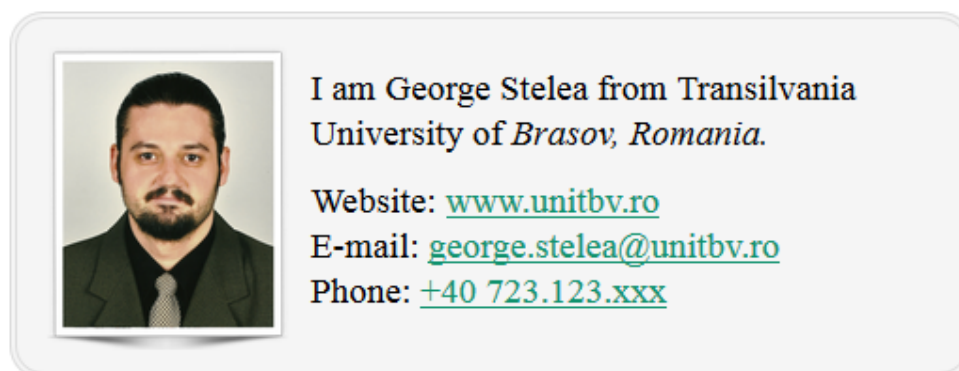 I am George Stelea from Transilvania
University of Brasov, Romania.
Website: www.unitbv.ro
E-mail: george.stelea@unitbv.ro
Phone: +40 723.123.xxx